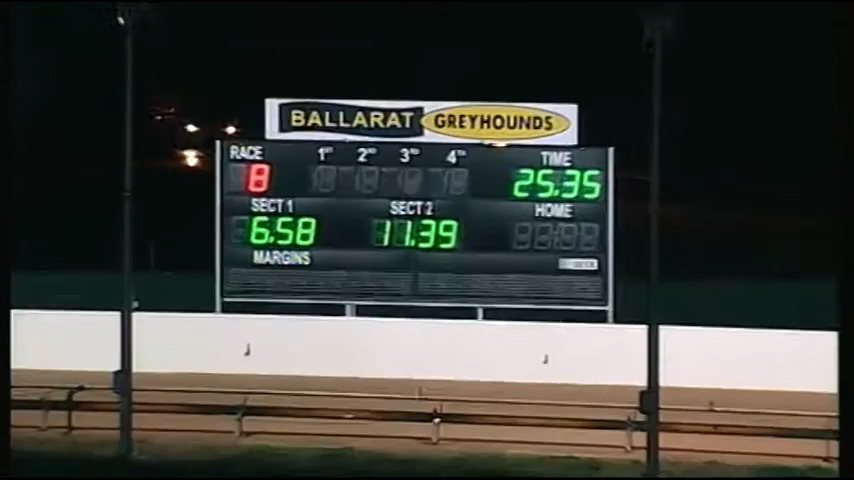 BALLARAT GREYHOUNDS
RACE 1ST 2ND 3RD 4TH TIME
8 25.35
SECT 1 SECT 2 HOME
6.58 11.39
MARGINS